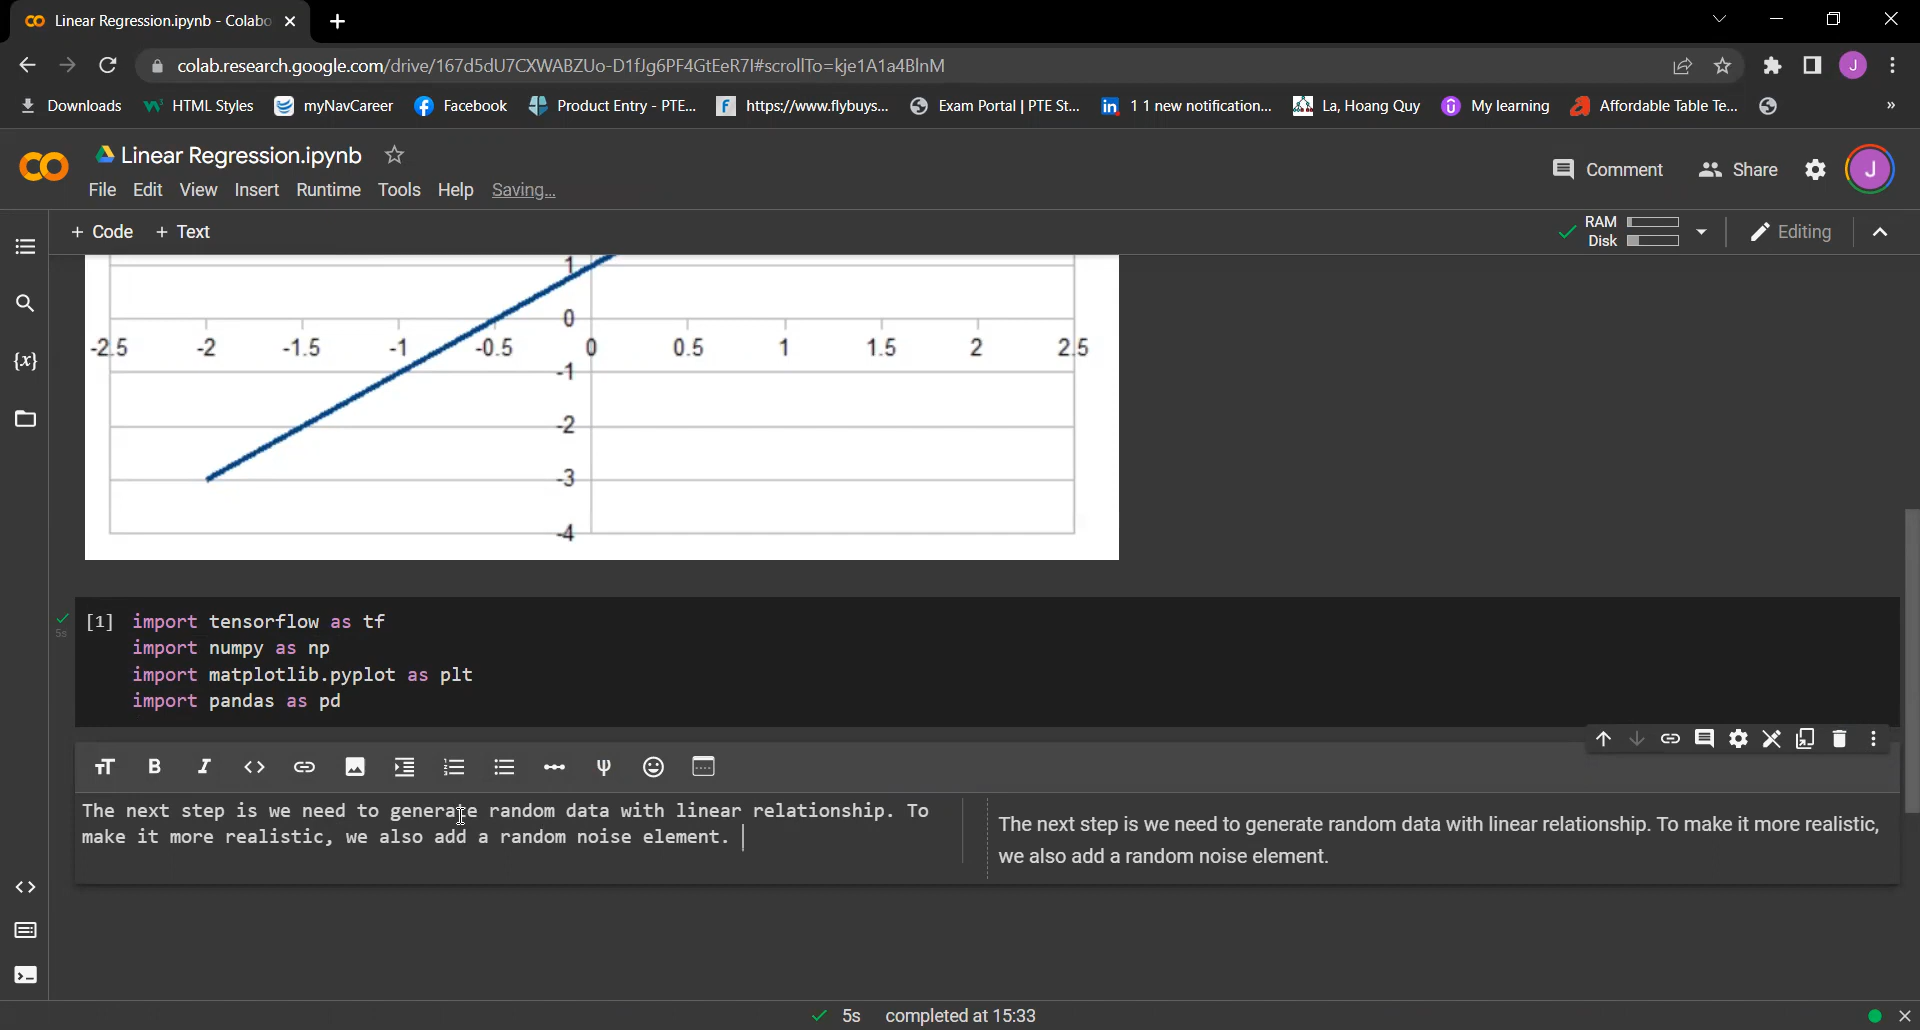 Linear Regression.ipynb - Colabo
colab.research.google.com/drive/167d5dU7CXWABZUo-D1fJg6PF4GtEeR7I#scrollTo=kje1A1a4BlnM
Downloads HTML Styles myNavCareer Facebook Product Entry - PTE... https://www.flybuys... Exam Portal | PTE St... 1 1 new notification... La, Hoang Quy My learning Affordable Table Te... »
Linear Regression.ipynb
File Edit View Insert Runtime Tools Help Saving...
Comment Share J
+ Code + Text
RAM
Disk
Editing
1
0
-2.5 -2 -1.5 -1 -0.5 0 0.5 1 1.5 2 2.5
-1
-2
-3
-4
[1] import tensorflow as tf
import numpy as np
import matplotlib.pyplot as plt
import pandas as pd
5s
The next step is we need to generate random data with linear relationship. To
make it more realistic, we also add a random noise element.
The next step is we need to generate random data with linear relationship. To make it more realistic,
we also add a random noise element.
5s completed at 15:33